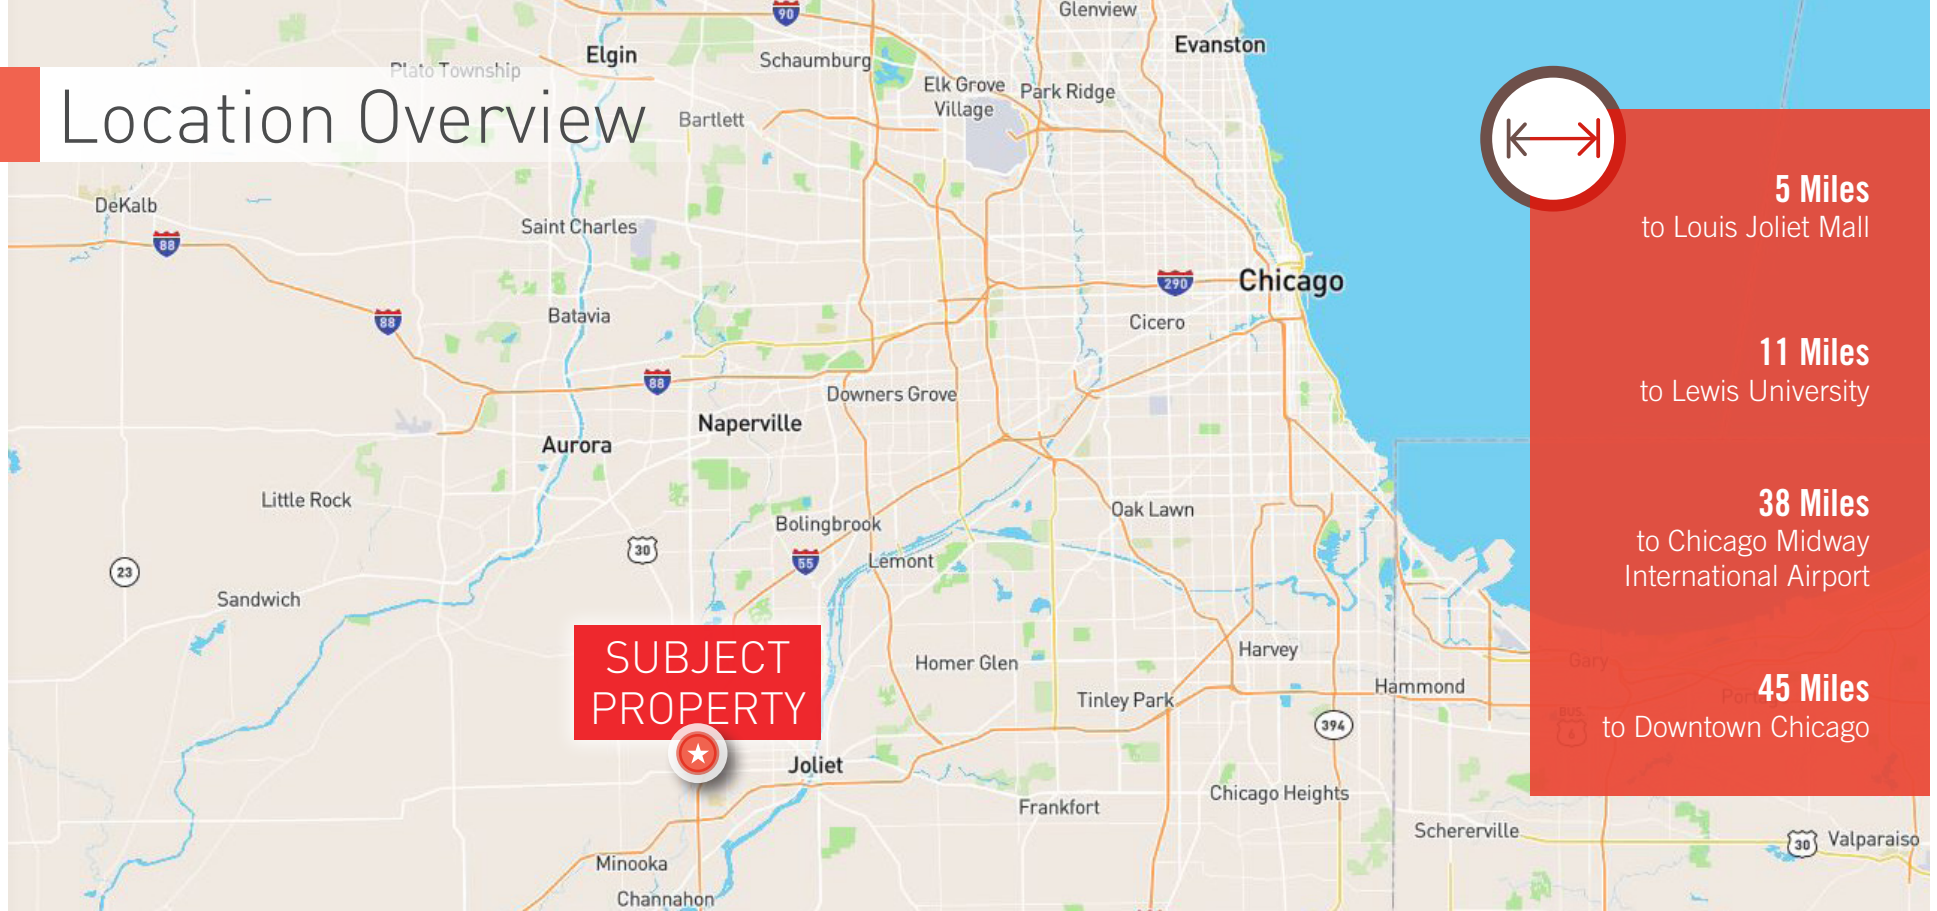 Location Overview
Glenview
90
Elgin
Schaumburg
Evanston
Plato Township
Elk Grove
Village
Park Ridge
Bartlett
DeKalb
88
Saint Charles
290
Chicago
88
Batavia
Cicero
88
Downers Grove
Naperville
Aurora
Little Rock
Oak Lawn
Bolingbrook
30
55
Lemont
23
Sandwich
SUBJECT
PROPERTY
Homer Glen
Harvey
Tinley Park
Hammond
394
Joliet
Frankfort
Chicago Heights
Schererville
30
Valparaiso
Minooka
Channahon
5 Miles
to Louis Joliet Mall
11 Miles
to Lewis University
38 Miles
to Chicago Midway
International Airport
Gary
45 Miles
to Downtown Chicago
BUS
6